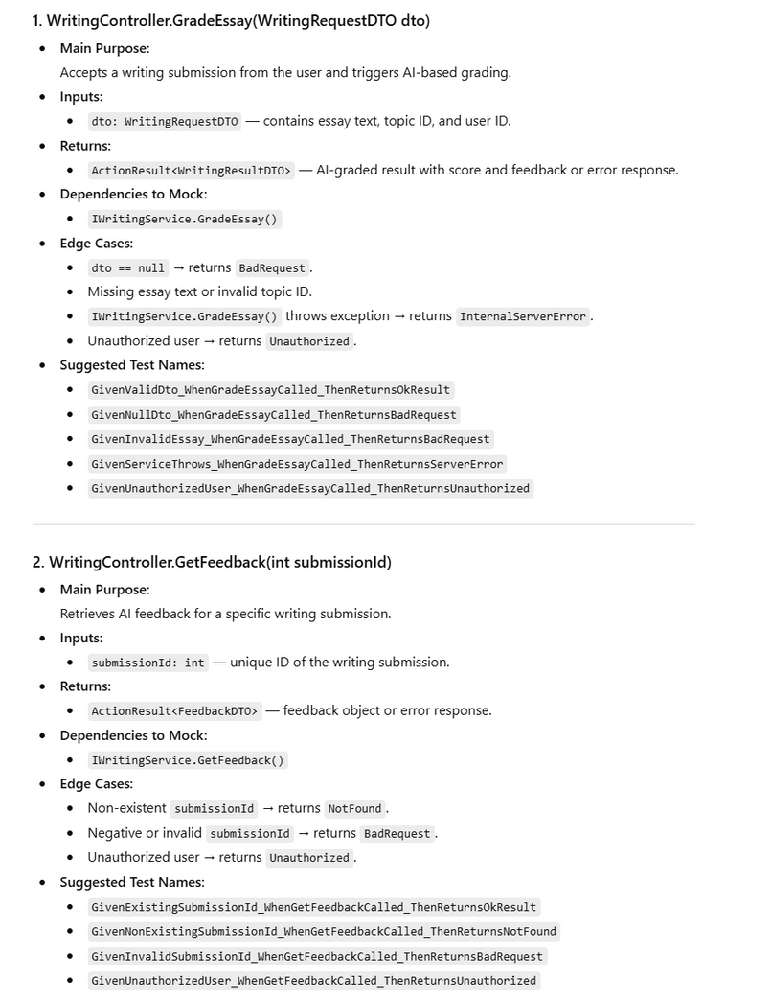 1. WritingController.GradeEssay(WritingRequestDTO dto)
• Main Purpose:
Accepts a writing submission from the user and triggers AI-based grading.
• Inputs:
• dto: WritingRequestDTO — contains essay text, topic ID, and user ID.
• Returns:
• ActionResult<WritingResultDTO> — AI-graded result with score and feedback or error response.
• Dependencies to Mock:
• IWritingService.GradeEssay()
• Edge Cases:
• dto == null → returns BadRequest.
• Missing essay text or invalid topic ID.
• IWritingService.GradeEssay() throws exception → returns InternalServerError.
• Unauthorized user → returns Unauthorized.
• Suggested Test Names:
• GivenValidDto_WhenGradeEssayCalled_ThenReturnsOkResult
• GivenNullDto_WhenGradeEssayCalled_ThenReturnsBadRequest
• GivenInvalidEssay_WhenGradeEssayCalled_ThenReturnsBadRequest
• GivenServiceThrows_WhenGradeEssayCalled_ThenReturnsServerError
• GivenUnauthorizedUser_WhenGradeEssayCalled_ThenReturnsUnauthorized
2. WritingController.GetFeedback(int submissionId)
• Main Purpose:
Retrieves AI feedback for a specific writing submission.
• Inputs:
• submissionId: int — unique ID of the writing submission.
• Returns:
• ActionResult<FeedbackDTO> — feedback object or error response.
• Dependencies to Mock:
• IWritingService.GetFeedback()
• Edge Cases:
• Non-existent submissionId → returns NotFound.
• Negative or invalid submissionId → returns BadRequest.
• Unauthorized user → returns Unauthorized.
• Suggested Test Names:
• GivenExistingSubmissionId_WhenGetFeedbackCalled_ThenReturnsOkResult
• GivenNonExistingSubmissionId_WhenGetFeedbackCalled_ThenReturnsNotFound
• GivenInvalidSubmissionId_WhenGetFeedbackCalled_ThenReturnsBadRequest
• GivenUnauthorizedUser_WhenGetFeedbackCalled_ThenReturnsUnauthorized